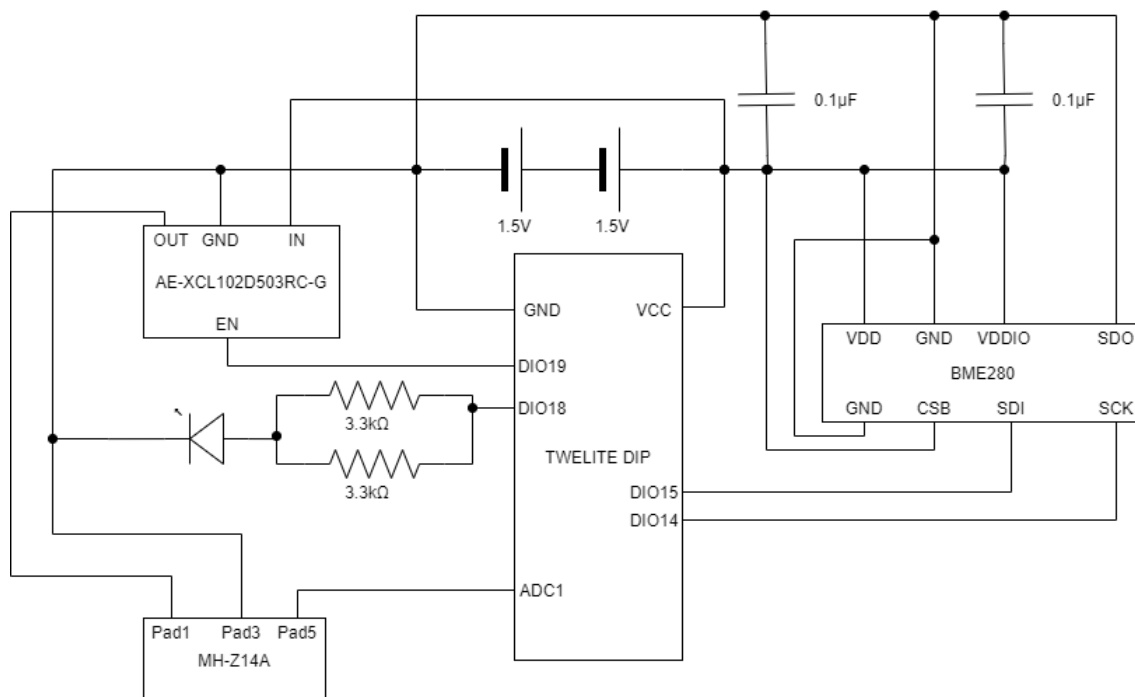 0.1μF
0.1μF
1.5V
1.5V
OUT
GND
IN
AE-XCL102D503RC-G
EN
GND
VCC
DIO19
DIO18
TWELITE DIP
DIO15
DIO14
ADC1
3.3kΩ
3.3kΩ
VDD
GND
VDDIO
SDO
BME280
GND
CSB
SDI
SCK
Pad1
Pad3
Pad5
MH-Z14A